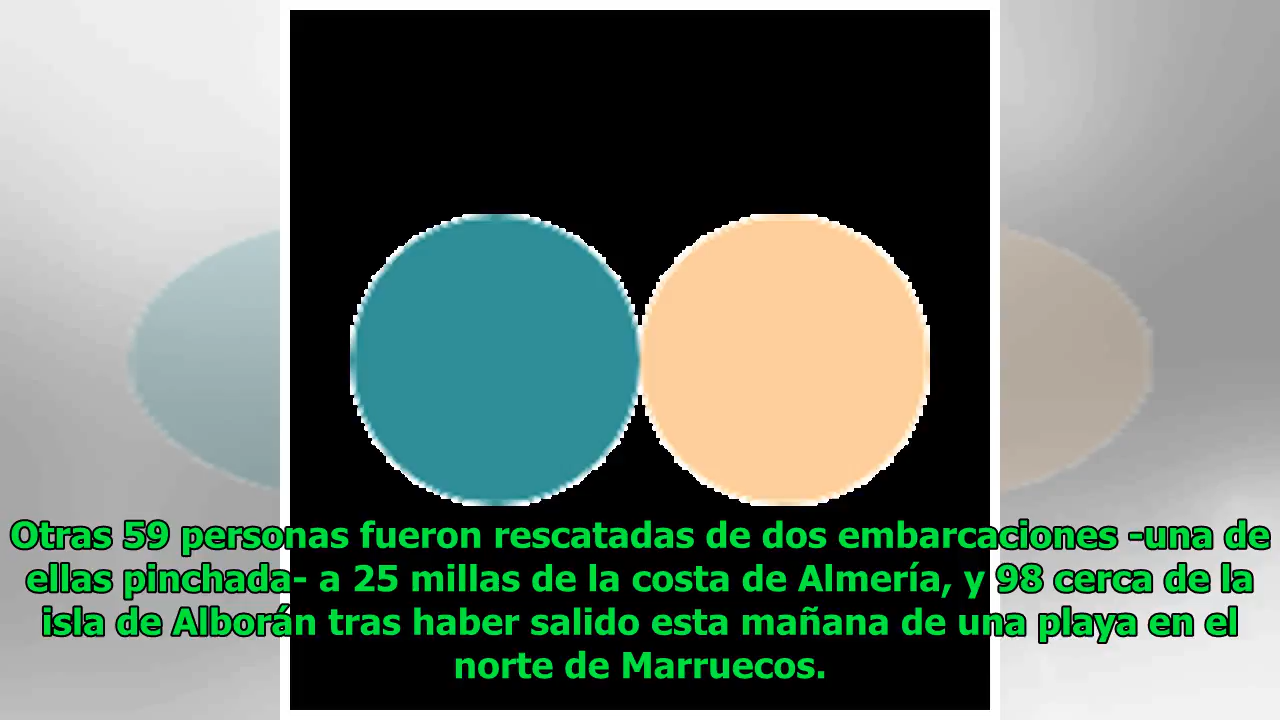 Otras 59 personas fueron rescatadas de dos embarcaciones -una de
ellas pinchada- a 25 millas de la costa de Almería, y 98 cerca de la
isla de Alborán tras haber salido esta mañana de una playa en el
norte de Marruecos.